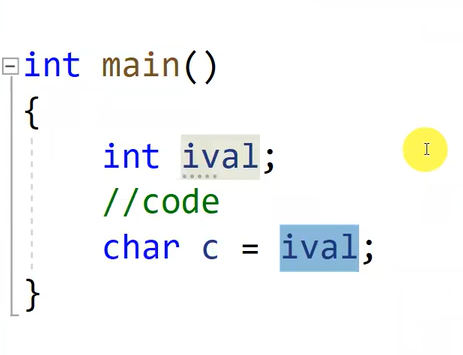 int main()
{
int ival;
//code
char c = ival;
}